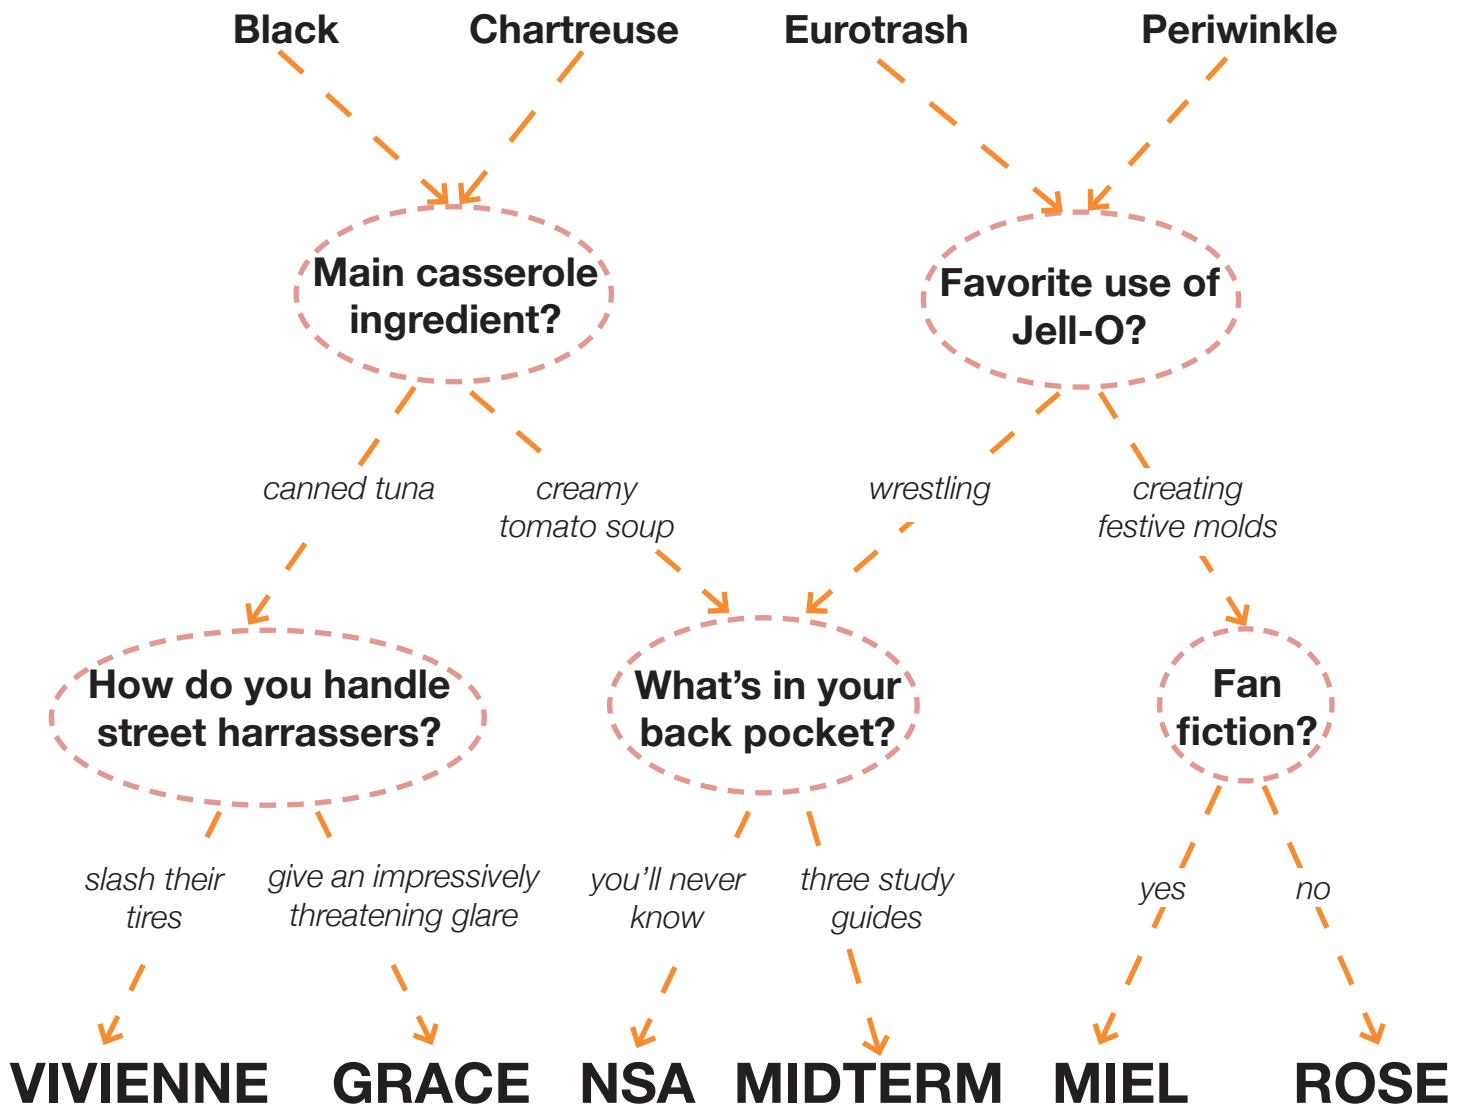 Black Chartreuse Eurotrash Periwinkle
Main casserole
ingredient?
Favorite use of
Jell-O?
canned tuna
creamy
tomato soup
wrestling
creating
festive molds
How do you handle
street harrassers?
What’s in your
back pocket?
Fan
fiction?
slash their
tires
give an impressively
threatening glare
you’ll never
know
three study
guides
yes
no
VIVIENNE GRACE NSA MIDTERM MIEL ROSE